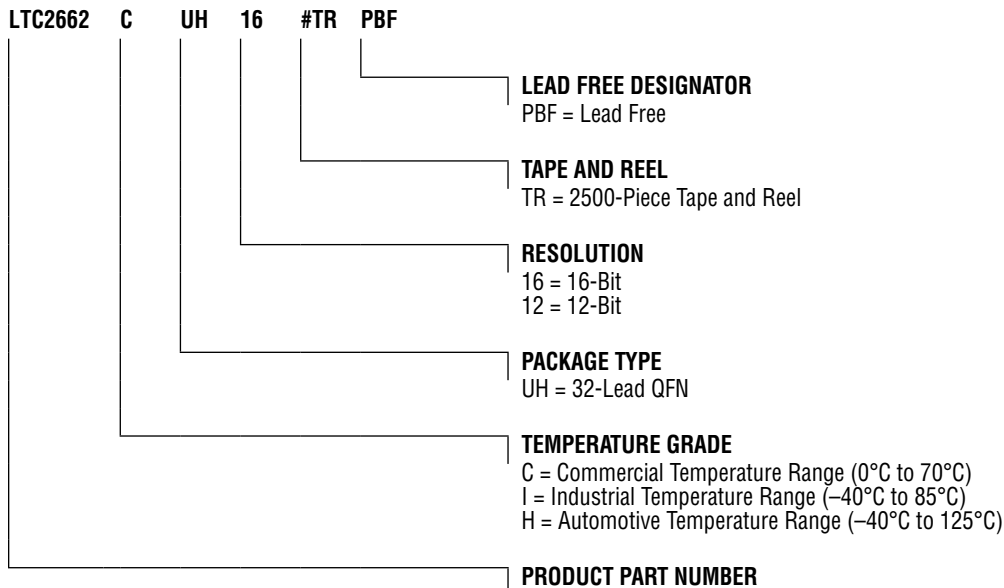 LTC2662 C UH 16 #TR PBF
LEAD FREE DESIGNATOR
PBF = Lead Free
TAPE AND REEL
TR = 2500-Piece Tape and Reel
RESOLUTION
16 = 16-Bit
12 = 12-Bit
PACKAGE TYPE
UH = 32-Lead QFN
TEMPERATURE GRADE
C = Commercial Temperature Range (0°C to 70°C)
I = Industrial Temperature Range (–40°C to 85°C)
H = Automotive Temperature Range (–40°C to 125°C)
PRODUCT PART NUMBER